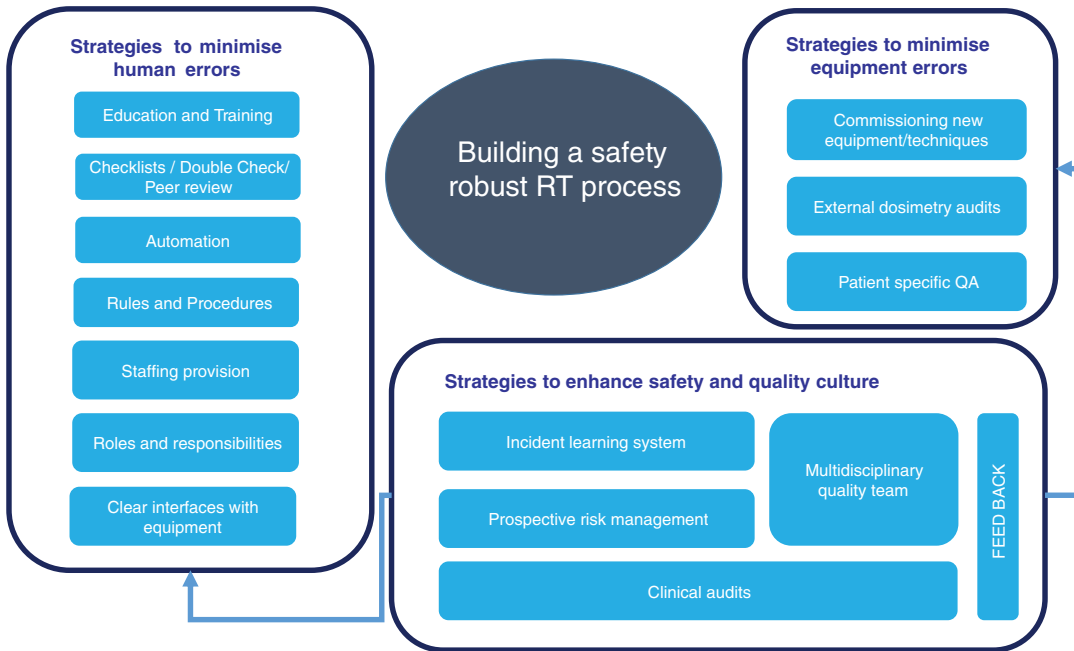 Strategies to minimise
human errors
Education and Training
Checklists / Double Check/
Peer review
Automation
Rules and Procedures
Staffing provision
Roles and responsibilities
Clear interfaces with
equipment
Building a safety
robust RT process
Strategies to minimise
equipment errors
Commissioning new
equipment/techniques
External dosimetry audits
Patient specific QA
Strategies to enhance safety and quality culture
Incident learning system
Prospective risk management
Multidisciplinary
quality team
Clinical audits
FEED BACK